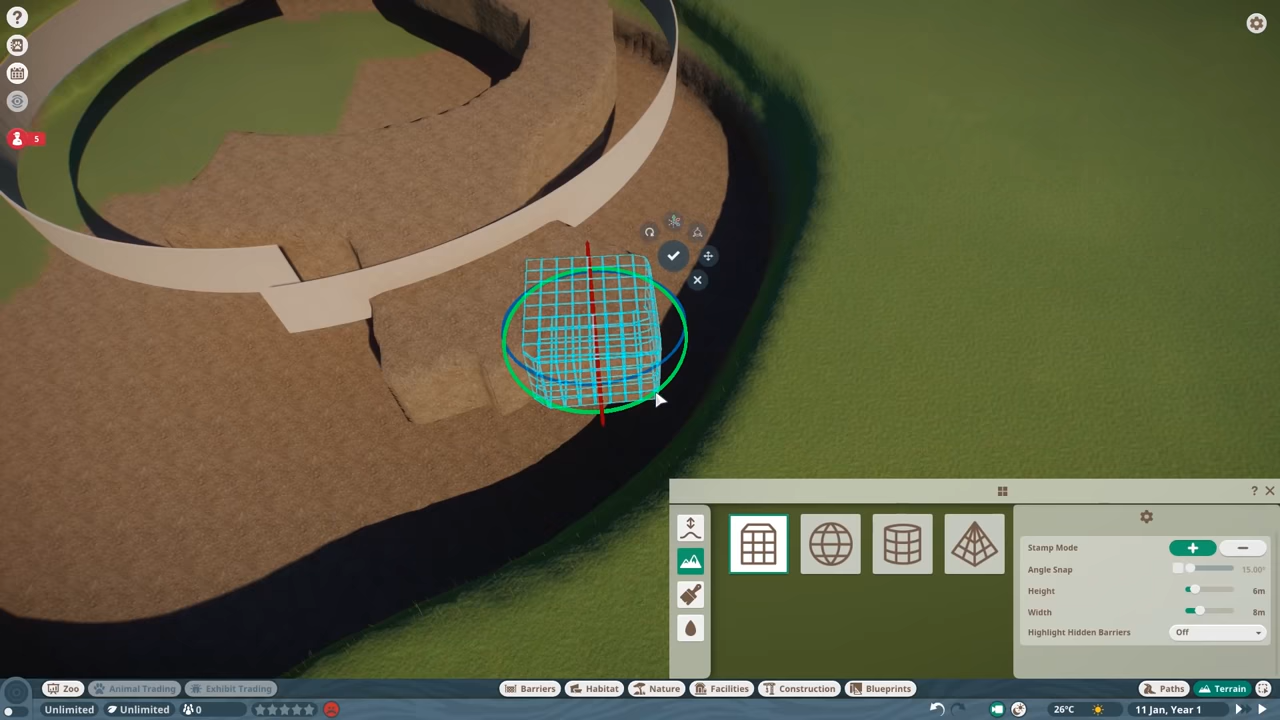 ?
5
?
Stamp Mode
Angle Snap 15.00°
Height 6m
Width 8m
Highlight Hidden Barriers Off
Zoo Animal Trading Exhibit Trading Barriers Habitat Nature Facilities Construction Blueprints Paths Terrain
Unlimited Unlimited 0 26°C 11 Jan, Year 1